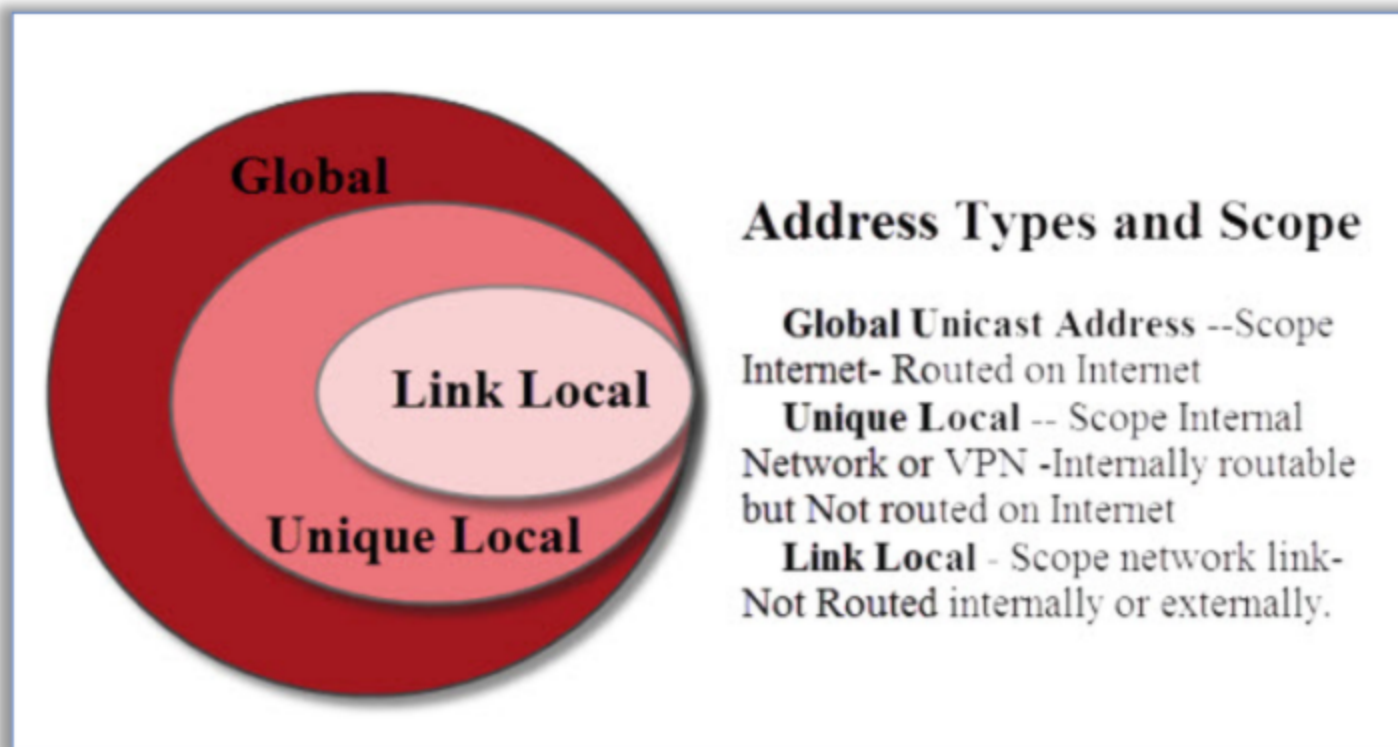 Global
Link Local
Unique Local
Address Types and Scope
Global Unicast Address --Scope
Internet- Routed on Internet
Unique Local -- Scope Internal
Network or VPN -Internally routable
but Not routed on Internet
Link Local - Scope network link-
Not Routed internally or externally.